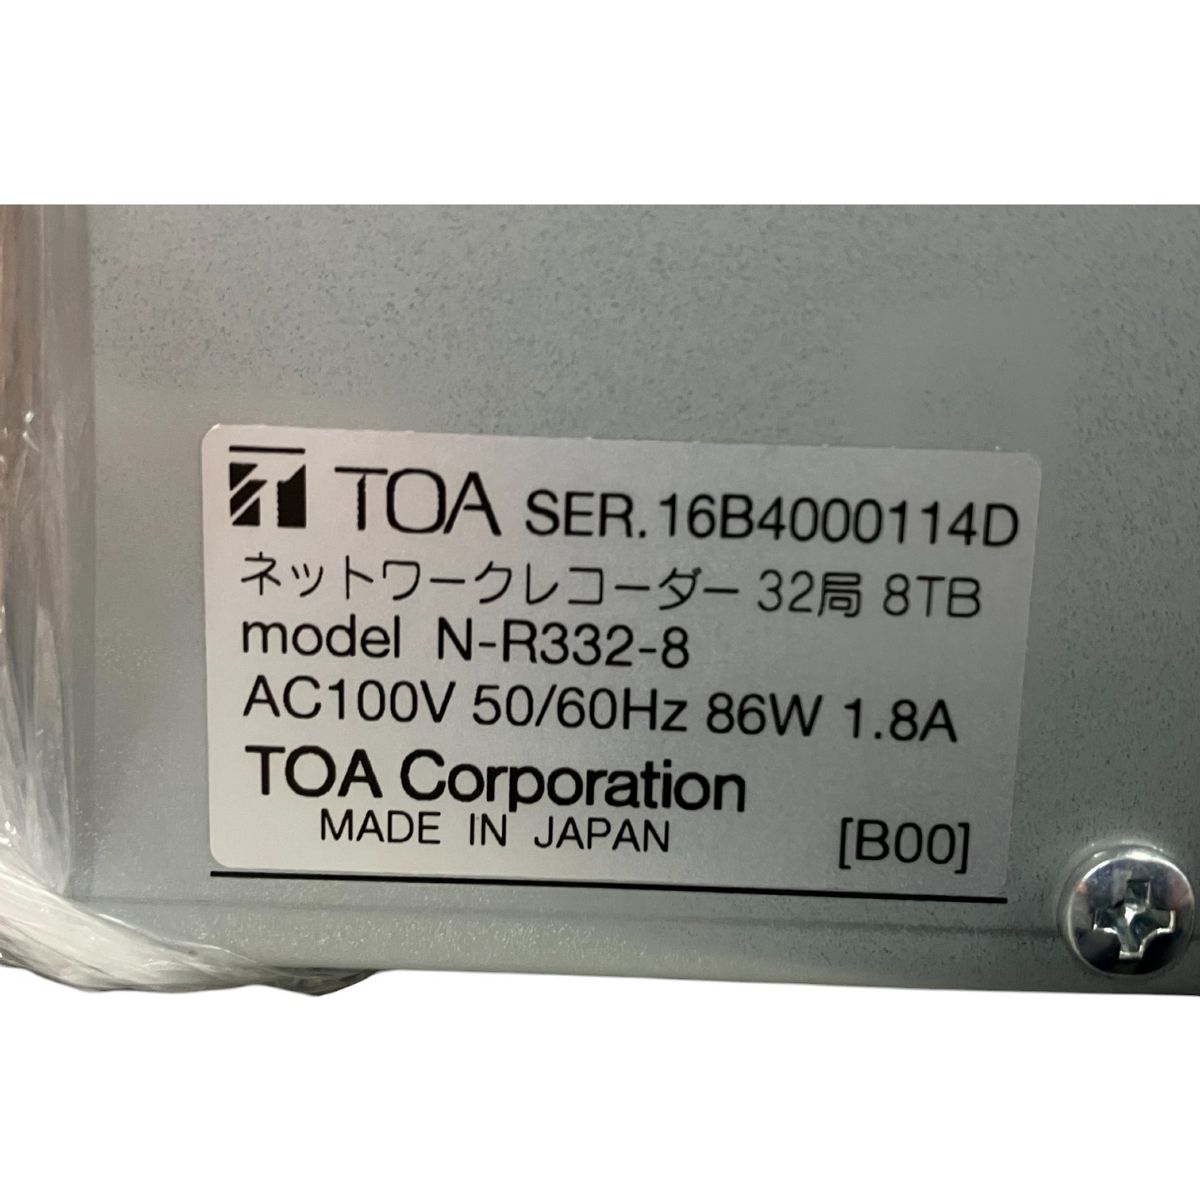 TOA SER. 16B4000114D
ネットワークレコーダー 32局 8TB
model N-R332-8
AC100V 50/60Hz 86W 1.8A
TOA Corporation
MADE IN JAPAN [B00]